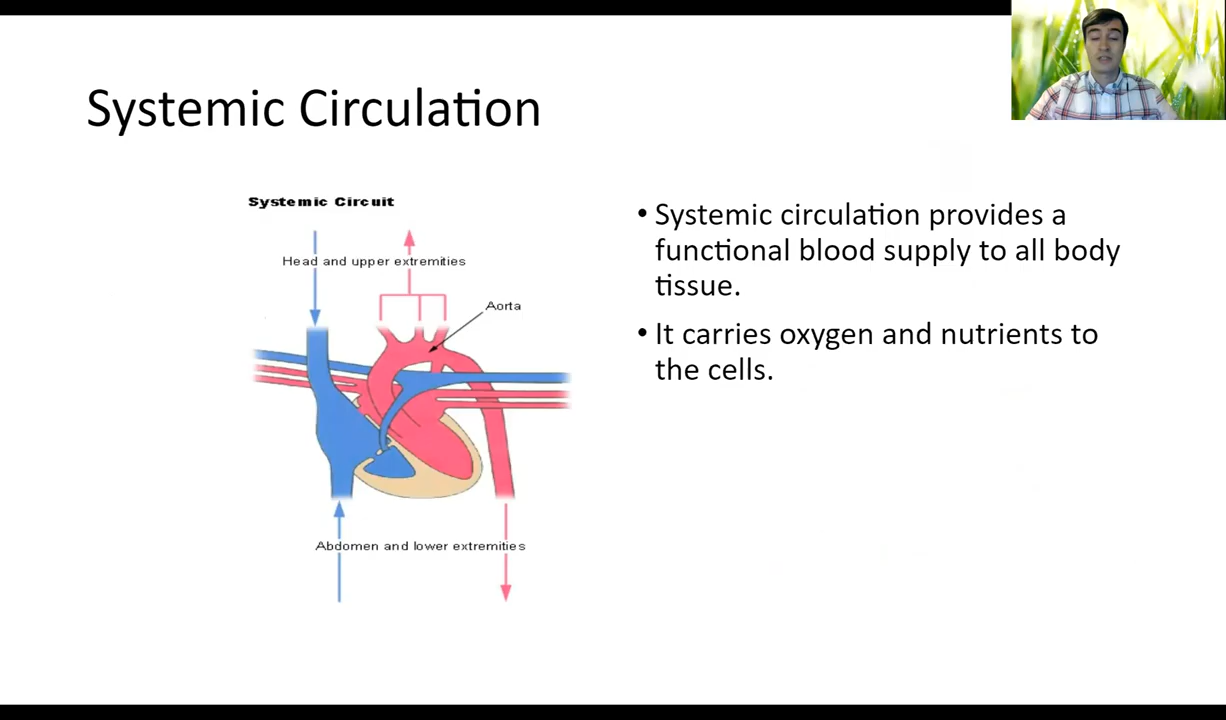 Systemic Circulation
Systemic Circuit
Head and upper extremities
Aorta
Abdomen and lower extremities
• Systemic circulation provides a
functional blood supply to all body
tissue.
• It carries oxygen and nutrients to
the cells.